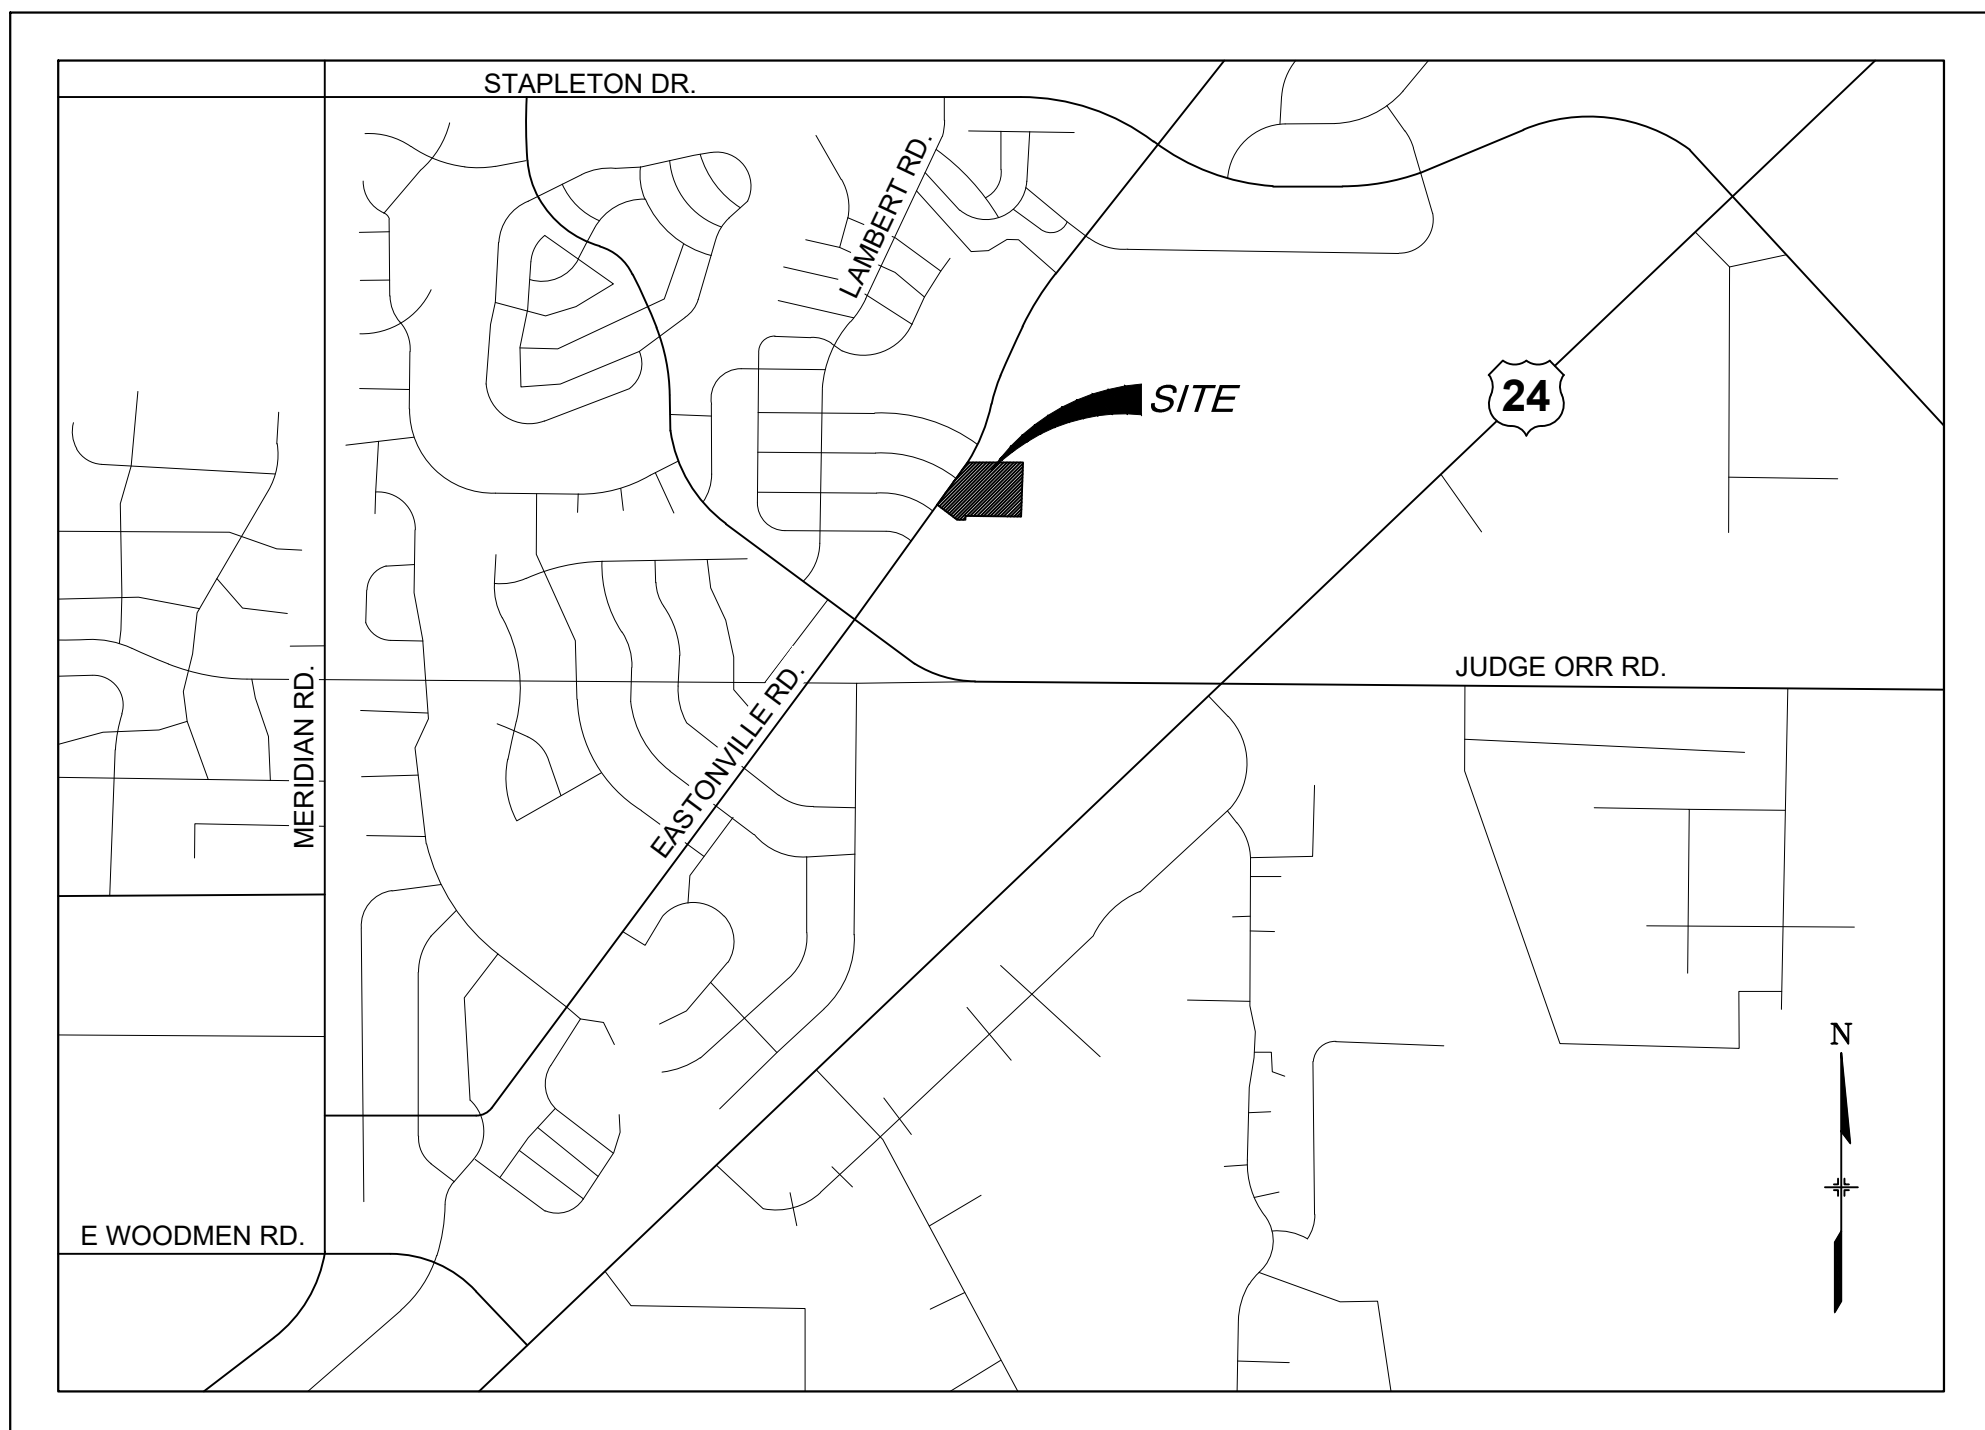 STAPLETON DR.
LAMBERT RD.
SITE
24
JUDGE ORR RD.
MERIDIAN RD.
EASTONVILLE RD.
N
E WOODMEN RD.